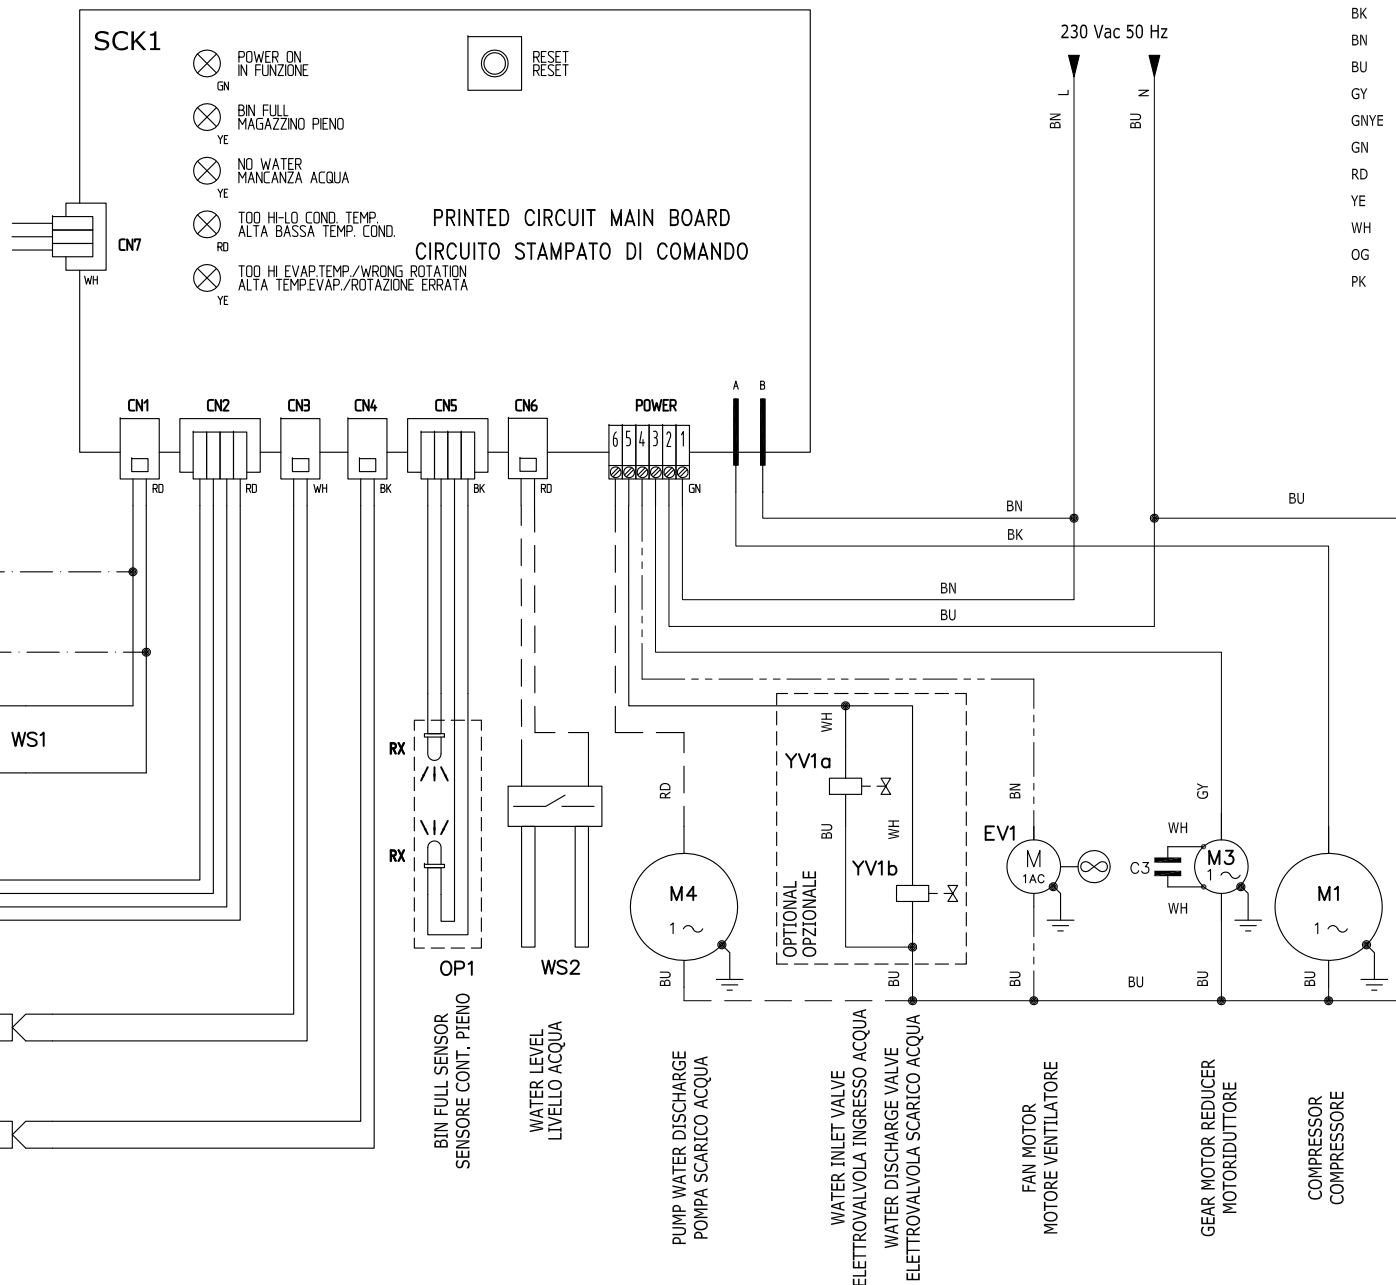 SCK1
POWER ON
IN FUNZIONE
GN
BIN FULL
MAGAZZINO PIENO
YE
NO WATER
MANCANZA ACQUA
YE
TOO HI-LO COND. TEMP.
ALTA BASSA TEMP. COND.
RD
TOO HI EVAP.TEMP./WRONG ROTATION
ALTA TEMP.EVAP./ROTAZIONE ERRATA
YE
RESET
RESET
PRINTED CIRCUIT MAIN BOARD
CIRCUITO STAMPATO DI COMANDO
CN7
WH
230 Vac 50 Hz
L
N
BN
BU
BK
BN
BU
GY
GNYE
GN
RD
YE
WH
OG
PK
CN1
CN2
CN3
CN4
CN5
CN6
POWER
A
B
6 5 4 3 2 1
RD
RD
WH
BK
BK
RD
GN
BN
BK
BU
BN
BU
WS1
RX
RX
OP1
WS2
RD
M4
1
BU
WH
YV1a
BU
WH
YV1b
OPTIONAL
OPZIONALE
BU
BN
EV1
M
1AC
BU
BU
GY
WH
C3
WH
M3
1
BU
M1
1
BU
BIN FULL SENSOR
SENSORE CONT. PIENO
WATER LEVEL
LIVELLO ACQUA
PUMP WATER DISCHARGE
POMPA SCARICO ACQUA
WATER INLET VALVE
ELETTROVALVOLA INGRESSO ACQUA
WATER DISCHARGE VALVE
ELETTROVALVOLA SCARICO ACQUA
FAN MOTOR
MOTORE VENTILATORE
GEAR MOTOR REDUCER
MOTORIDUTTORE
COMPRESSOR
COMPRESSORE